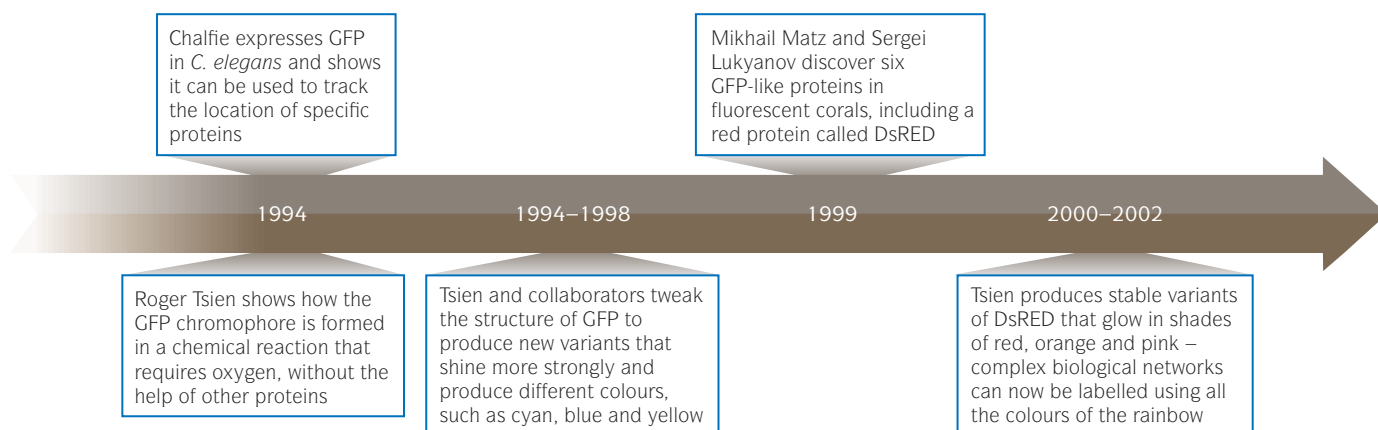 Chalfie expresses GFP
in C. elegans and shows
it can be used to track
the location of specific
proteins
Mikhail Matz and Sergei
Lukyanov discover six
GFP-like proteins in
fluorescent corals, including a
red protein called DsRED
1994
1994–1998
1999
2000–2002
Roger Tsien shows how the
GFP chromophore is formed
in a chemical reaction that
requires oxygen, without the
help of other proteins
Tsien and collaborators tweak
the structure of GFP to
produce new variants that
shine more strongly and
produce different colours,
such as cyan, blue and yellow
Tsien produces stable variants
of DsRED that glow in shades
of red, orange and pink –
complex biological networks
can now be labelled using all
the colours of the rainbow